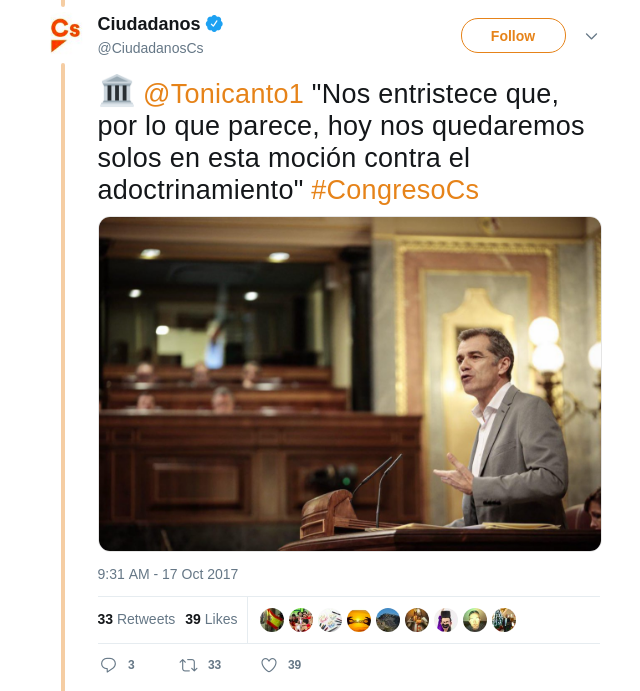 Cs
Ciudadanos
@CiudadanosCs
Follow
@Tonicanto1 "Nos entristece que,
por lo que parece, hoy nos quedaremos
solos en esta moción contra el
adoctrinamiento" #CongresoCs
9:31 AM - 17 Oct 2017
33 Retweets 39 Likes
3 33 39